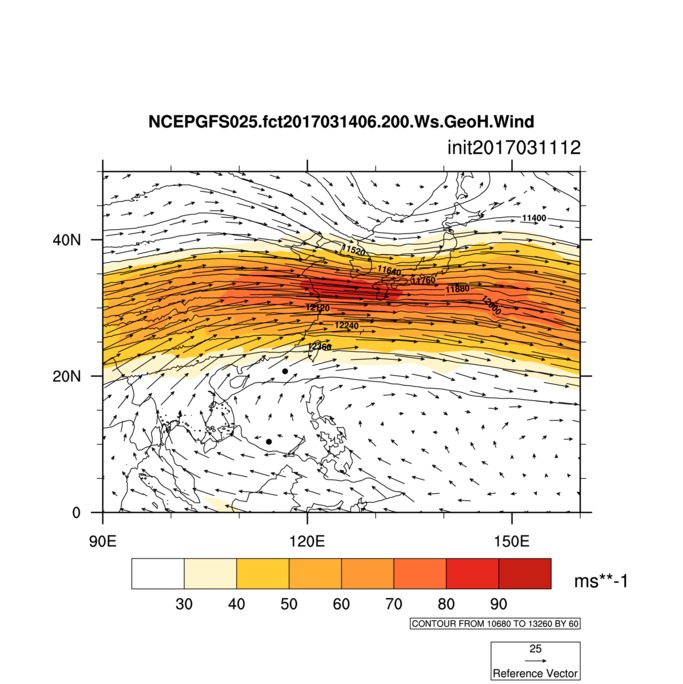 NCEPGFS025.fct2017031406.200.Ws.GeoH.Wind
init2017031112
11400
40N
11520
11640
11760
11880
12000
12120
12240
12360
20N
0
90E 120E 150E
ms**-1
30 40 50 60 70 80 90
CONTOUR FROM 10680 TO 13260 BY 60
25
Reference Vector